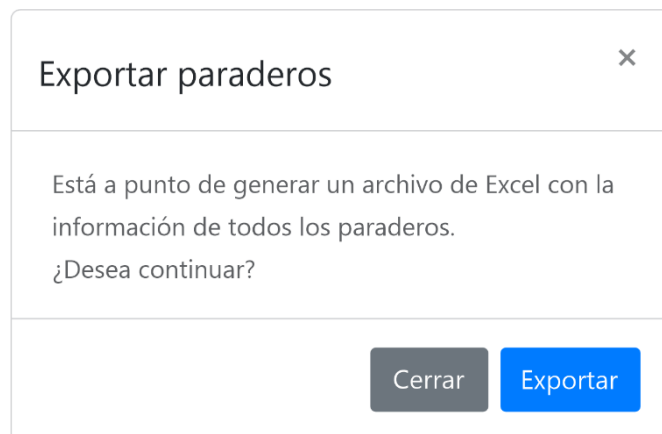 Exportar paraderos
×
Está a punto de generar un archivo de Excel con la
información de todos los paraderos.
¿Desea continuar?
Cerrar
Exportar